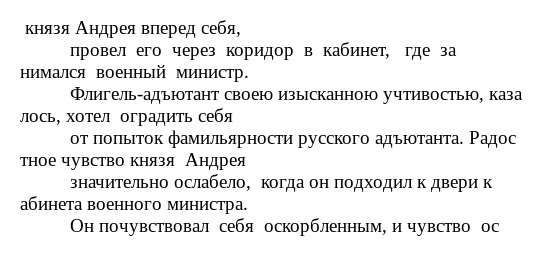 князя Андрея вперед себя,
провел его через коридор в кабинет, где за
нимался военный министр.
Флигель-адъютант своею изысканною учтивостью, каза
лось, хотел оградить себя
от попыток фамильярности русского адъютанта. Радос
тное чувство князя Андрея
значительно ослабело, когда он подходил к двери к
абинета военного министра.
Он почувствовал себя оскорбленным, и чувство ос